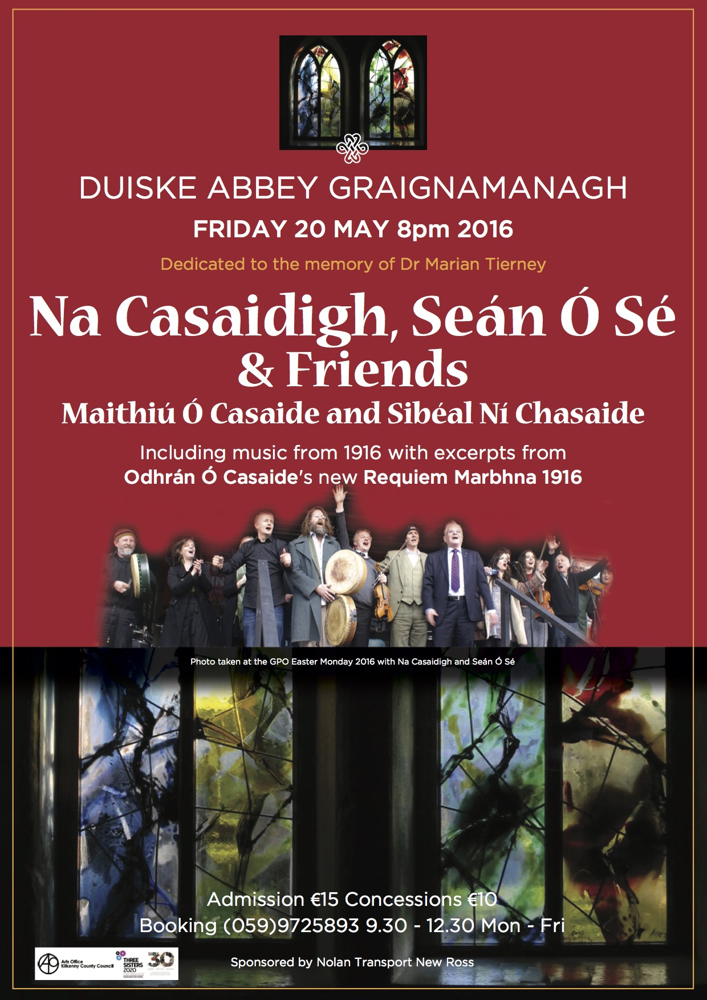 DUISKE ABBEY GRAIGNAMANAGH
FRIDAY 20 MAY 8pm 2016
Dedicated to the memory of Dr Marian Tierney
Na Casaidigh, Seán Ó Sé
& Friends
Maithiú Ó Casaide and Sibéal Ní Chasaide
Including music from 1916 with excerpts from
Odhrán Ó Casaide's new Requiem Marbhna 1916
Photo taken at the GPO Easter Monday 2016 with Na Casaidigh and Seán Ó Sé
Admission €15 Concessions €10
Booking (059)9725893 9.30 - 12.30 Mon - Fri
Arts Office
Kilkenny County Council
THREE
SISTERS
2020
30
Sponsored by Nolan Transport New Ross